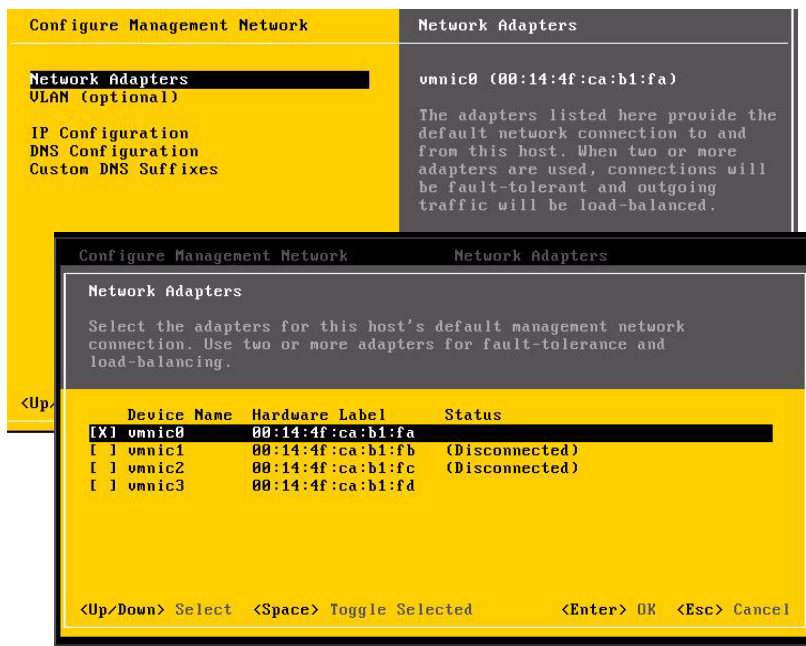 Configure Management Network
Network Adapters
Network Adapters
VLAN (optional)
IP Configuration
DNS Configuration
Custom DNS Suffixes
vmnic0 (00:14:4f:ca:b1:fa)
The adapters listed here provide the
default network connection to and
from this host. When two or more
adapters are used, connections will
be fault-tolerant and outgoing
traffic will be load-balanced.
<Up/
Configure Management Network
Network Adapters
Network Adapters
Select the adapters for this host's default management network
connection. Use two or more adapters for fault-tolerance and
load-balancing.
Device Name Hardware Label Status
[X] vmnic0 00:14:4f:ca:b1:fa
[ ] vmnic1 00:14:4f:ca:b1:fb (Disconnected)
[ ] vmnic2 00:14:4f:ca:b1:fc (Disconnected)
[ ] vmnic3 00:14:4f:ca:b1:fd
<Up/Down> Select <Space> Toggle Selected <Enter> OK <Esc> Cancel